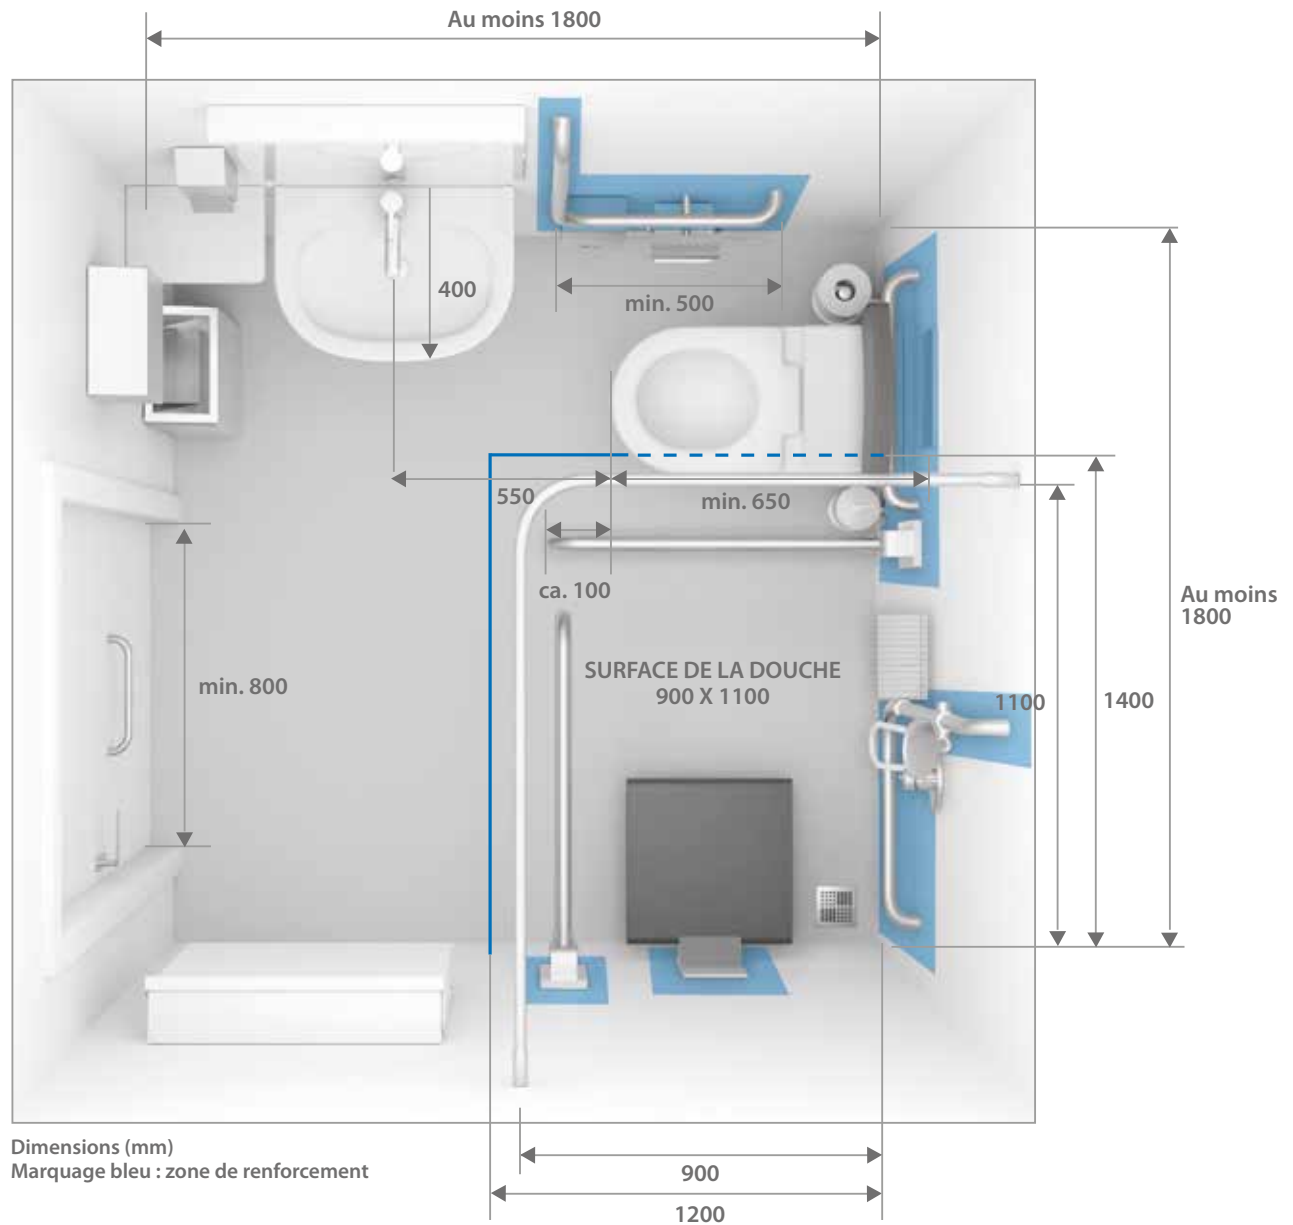 Au moins 1800
400
min. 500
550
min. 650
ca. 100
Au moins
1800
SURFACE DE LA DOUCHE
900 X 1100
min. 800
1100
1400
Dimensions (mm)
Marquage bleu : zone de renforcement
900
1200